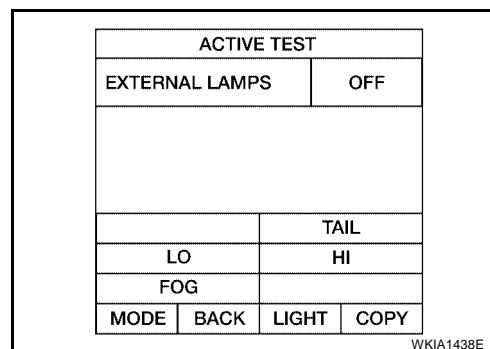 ACTIVE TEST
EXTERNAL LAMPS OFF
TAIL
LO HI
FOG
MODE BACK LIGHT COPY
WKIA1438E